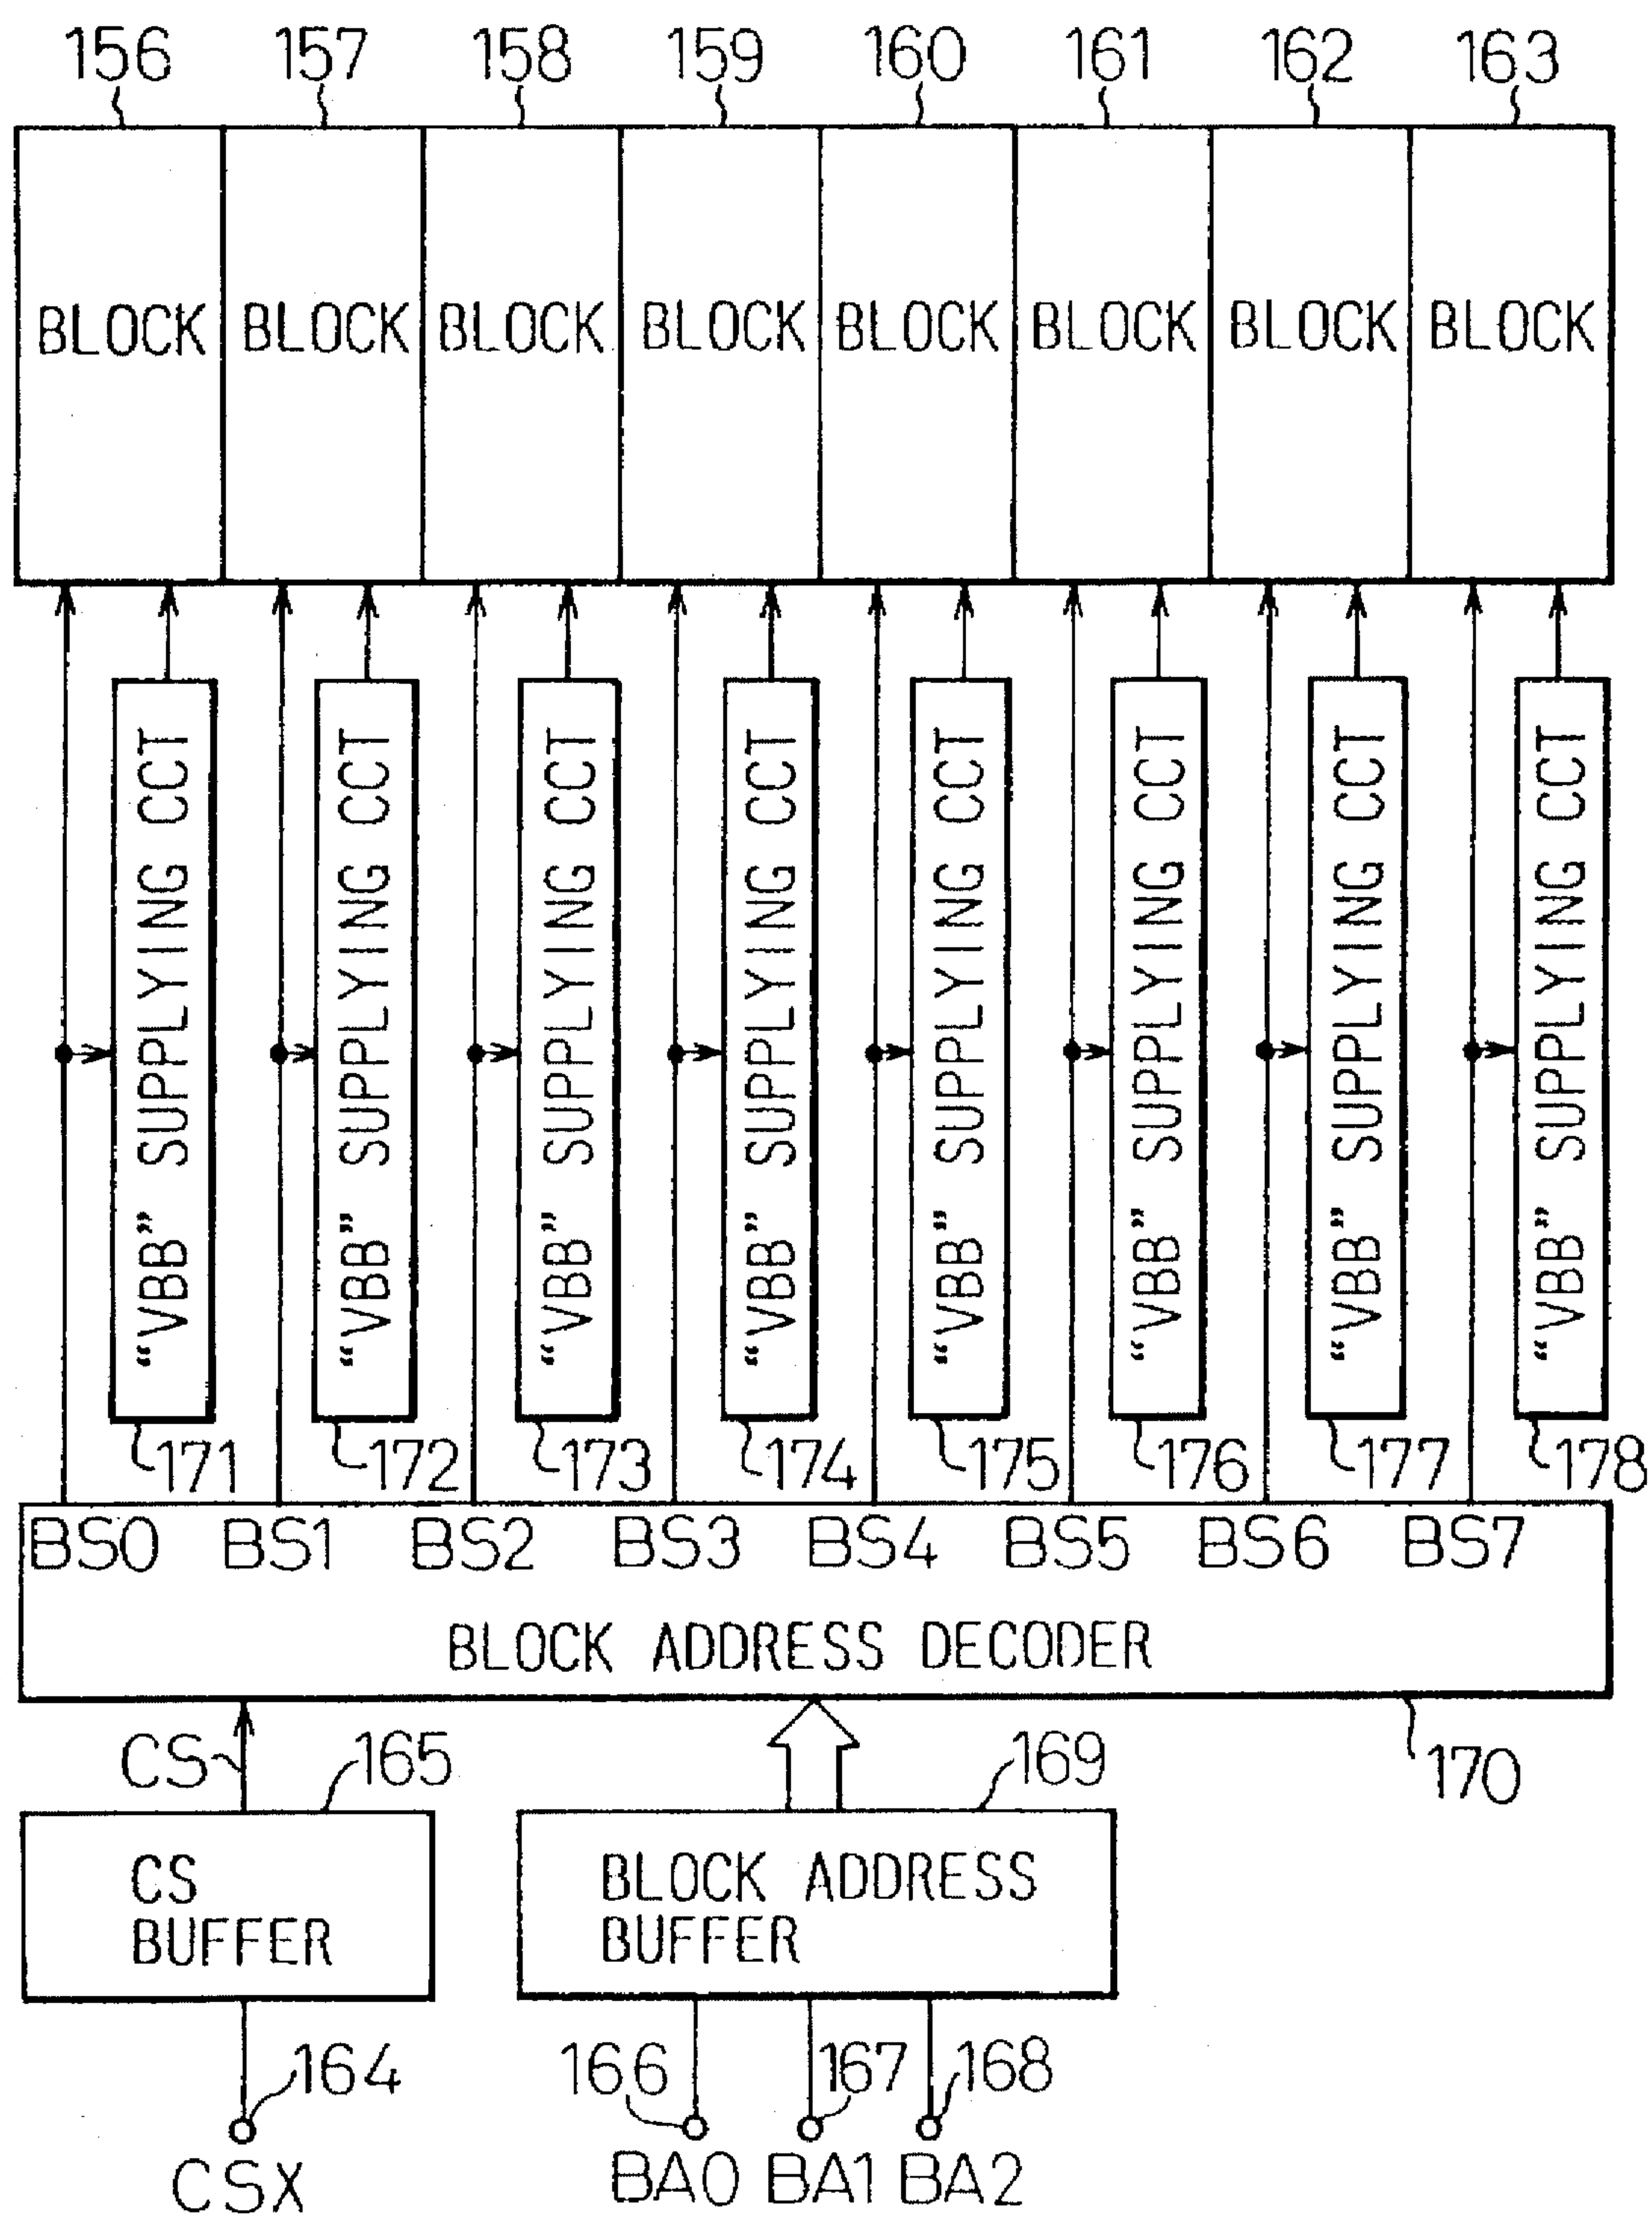 156 157 158 159 160 161 162 163
BLOCK BLOCK BLOCK BLOCK BLOCK BLOCK BLOCK BLOCK
“VBB” SUPPLYING CCT
“VBB” SUPPLYING CCT
“VBB” SUPPLYING CCT
“VBB” SUPPLYING CCT
“VBB” SUPPLYING CCT
“VBB” SUPPLYING CCT
“VBB” SUPPLYING CCT
“VBB” SUPPLYING CCT
171 172 173 174 175 176 177 178
BS0 BS1 BS2 BS3 BS4 BS5 BS6 BS7
BLOCK ADDRESS DECODER
CS 165 169 170
CS
BUFFER
BLOCK ADDRESS
BUFFER
164 166 167 168
CSX BA0 BA1 BA2